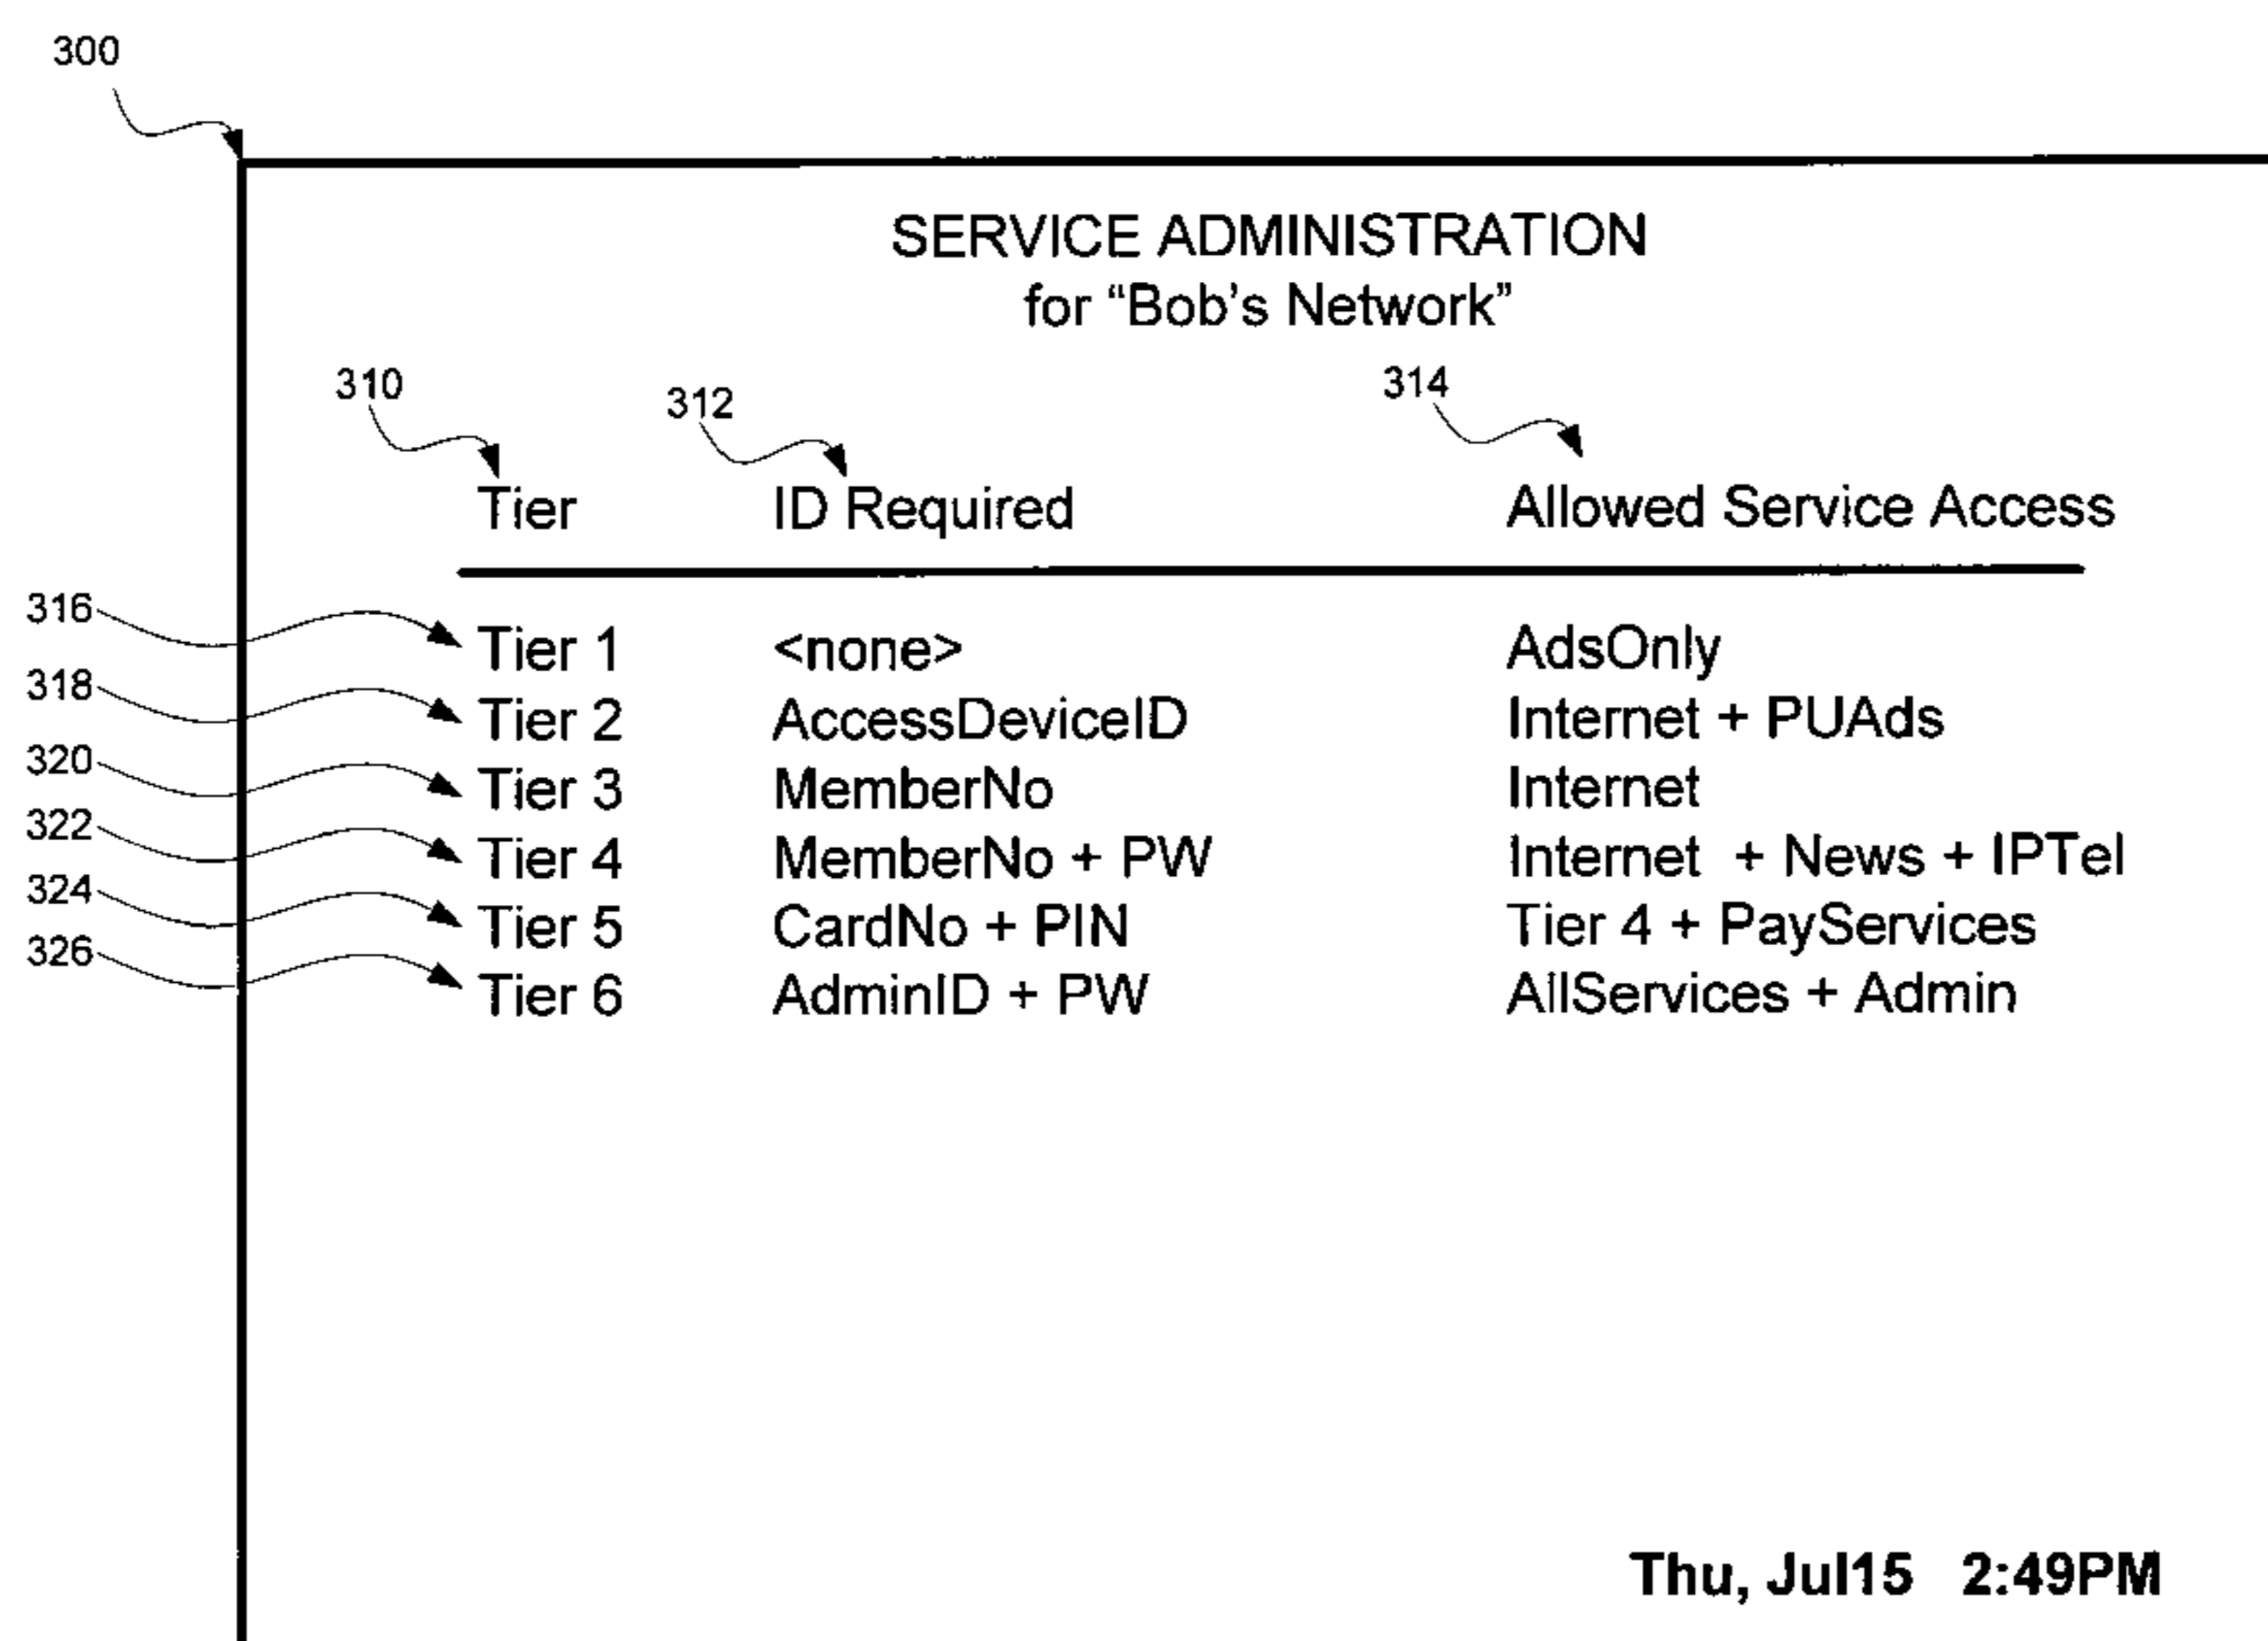 300
SERVICE ADMINISTRATION
for “Bob’s Network”
310 312 314
Tier ID Required Allowed Service Access
316 Tier 1 <none> AdsOnly
318 Tier 2 AccessDeviceID Internet + PUAds
320 Tier 3 MemberNo Internet
322 Tier 4 MemberNo + PW Internet + News + IPTel
324 Tier 5 CardNo + PIN Tier 4 + PayServices
326 Tier 6 AdminID + PW AllServices + Admin
Thu, Jul15 2:49PM